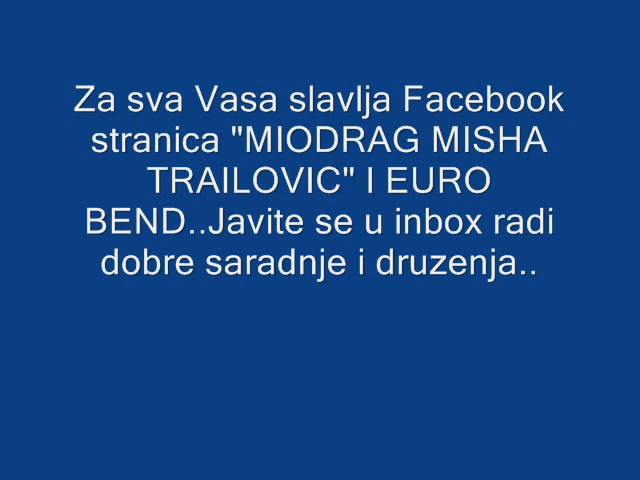 Za sva Vasa slavlja Facebook
stranica "MIODRAG MISHA
TRAILOVIC" I EURO
BEND..Javite se u inbox radi
dobre saradnje i druzenja..